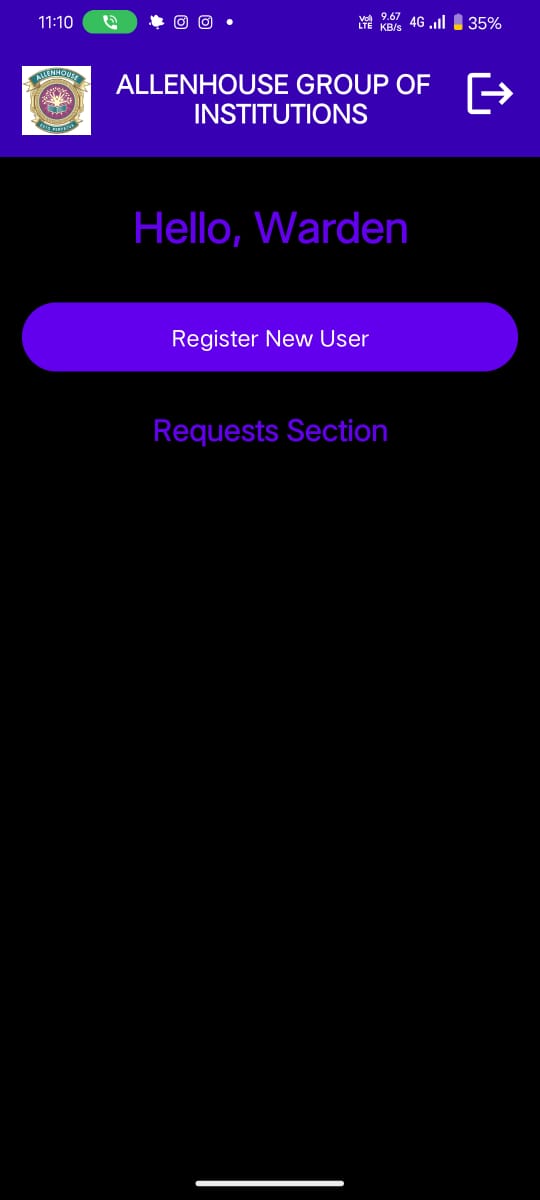 11:10
Vo) LTE 9.67 KB/s 4G 35%
ALLENHOUSE
ALLENHOUSE GROUP OF
INSTITUTIONS
Hello, Warden
Register New User
Requests Section